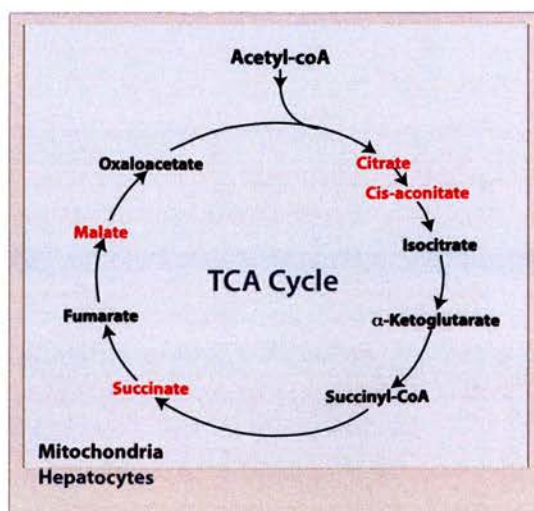 Acetyl-coA
Oxaloacetate
Citrate
Cis-aconitate
Malate
Isocitrate
TCA Cycle
Fumarate
α-Ketoglutarate
Succinate
Succinyl-CoA
Mitochondria
Hepatocytes